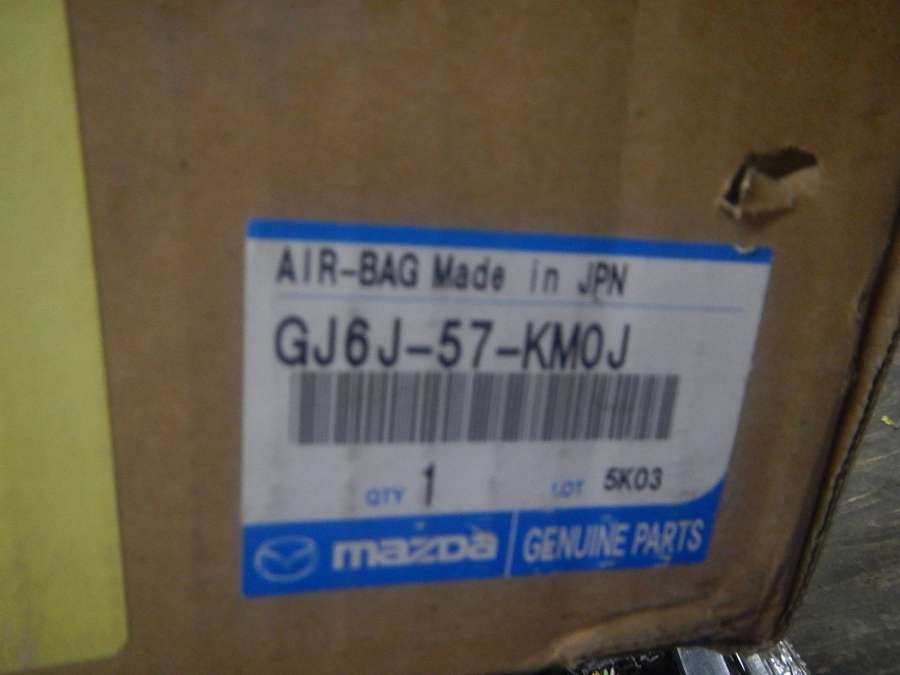 AIR-BAG Made in JPN
GJ6J-57-KM0J
QTY 1 LOT 5K03
mazDa GENUINE PARTS